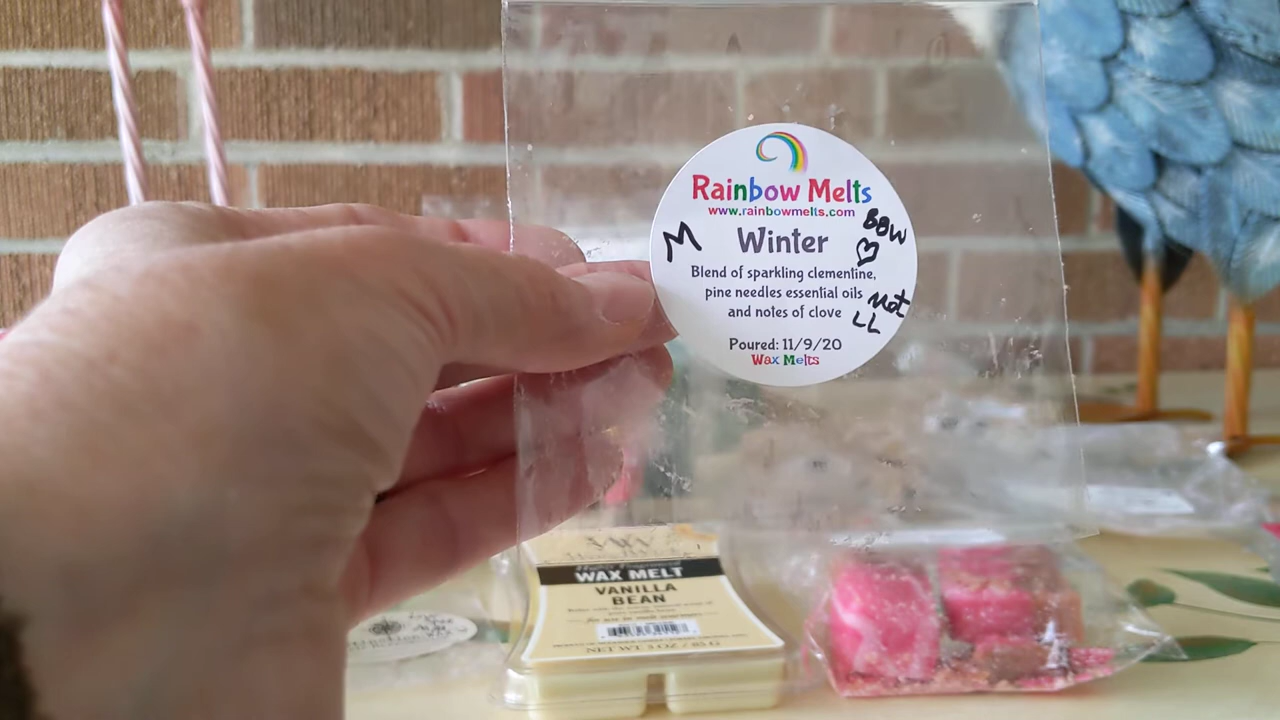 Rainbow Melts
www.rainbowmelts.com
M
BBW
Winter
Blend of sparkling clementine,
pine needles essential oils
Not
and notes of clove
LL
Poured: 11/9/20
Wax Melts
WAX MELT
VANILLA
BEAN